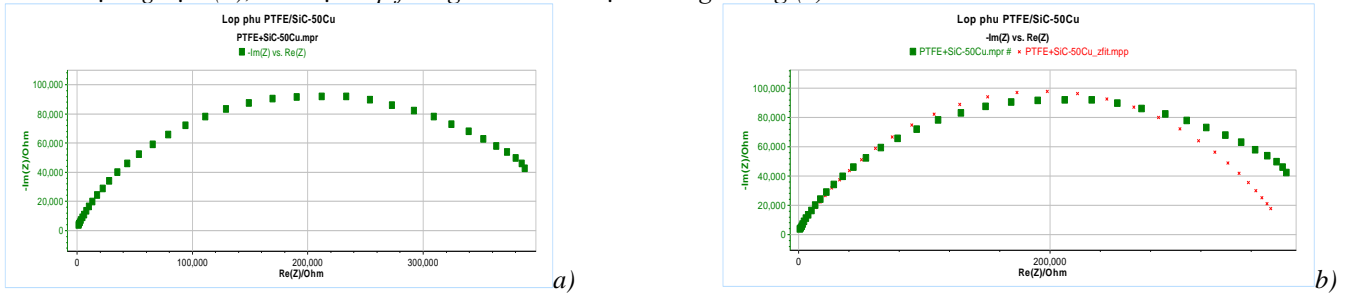 Lop phu PTFE/SiC-50Cu
PTFE+SiC-50Cu.mpr
-Im(Z) vs. Re(Z)
100,000
80,000
60,000
40,000
20,000
0
-Im(Z)/Ohm
0
100,000
200,000
300,000
Re(Z)/Ohm
a)
Lop phu PTFE/SiC-50Cu
-Im(Z) vs. Re(Z)
PTFE+SiC-50Cu.mpr # PTFE+SiC-50Cu_zfit.mpp
100,000
80,000
60,000
40,000
20,000
0
-Im(Z)/Ohm
0
200,000
Re(Z)/Ohm
b)